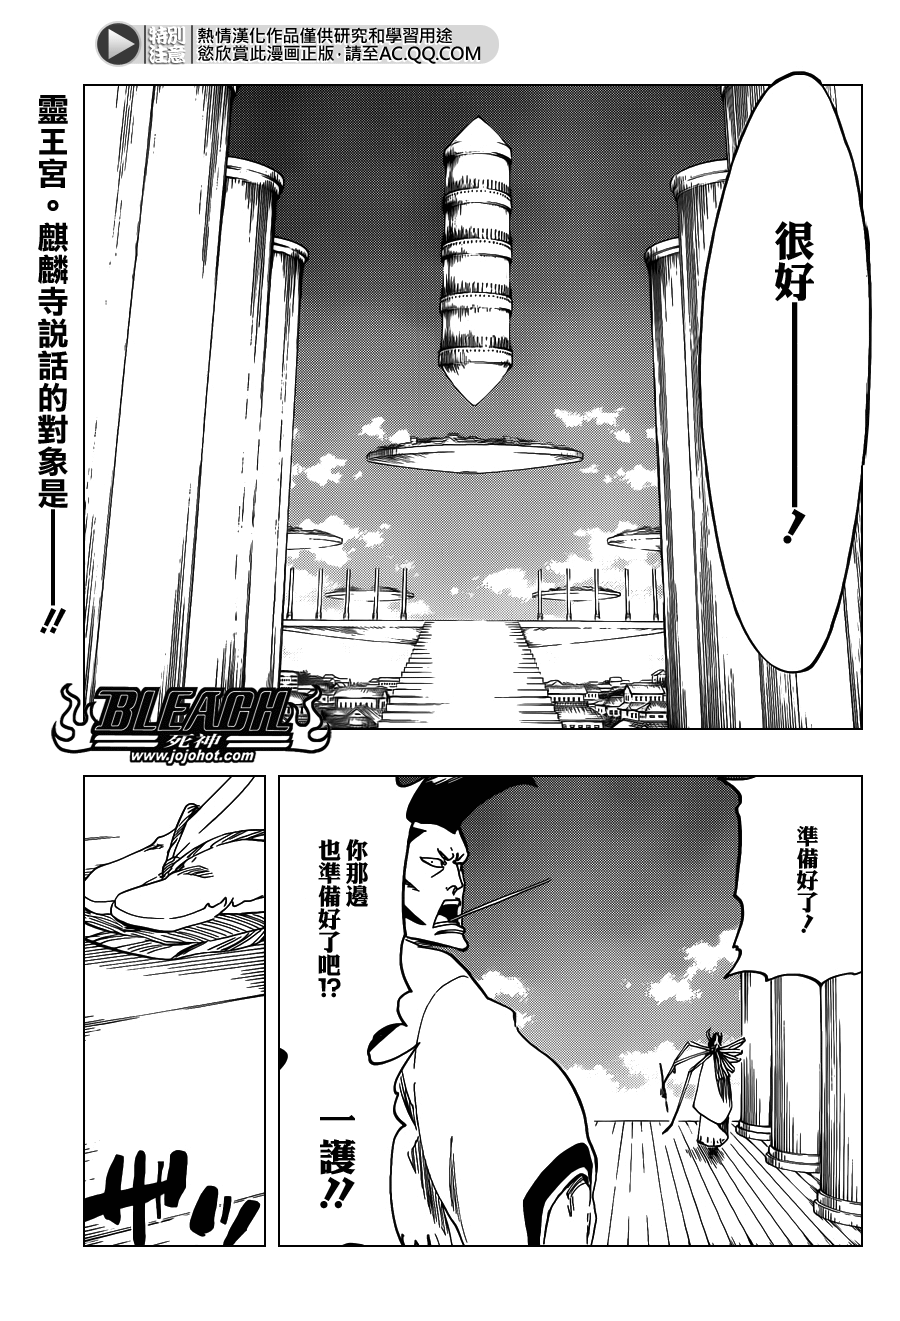 特別
注意
熱情漢化作品僅供研究和學習用途
慾欣賞此漫画正版·請至AC.QQ.COM
很好——！
靈王宮。麒麟寺説話的對象是——!!
BLEACH
死神
www.jojohot.com
準備好了！
你那邊
也準備好了吧!?
一護!!
ザッ